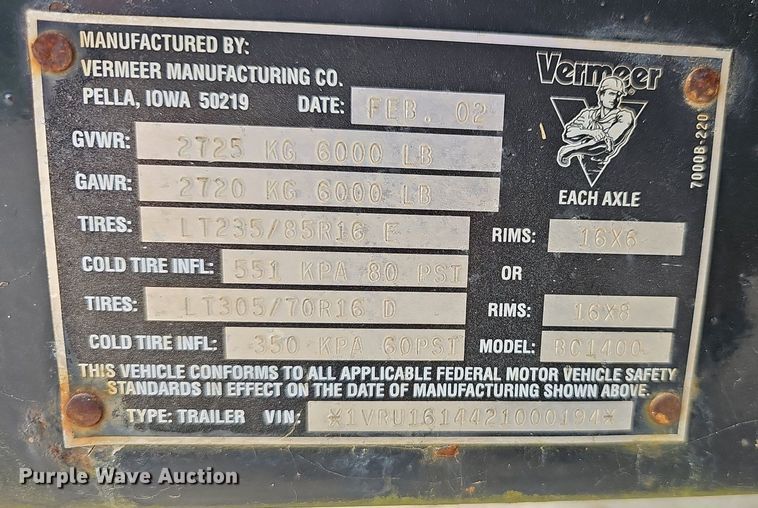 MANUFACTURED BY:
VERMEER MANUFACTURING CO.
PELLA, IOWA 50219 DATE: FEB. 02
Vermeer
7000B-220
GVWR: 2725 KG 6000 LB
GAWR: 2720 KG 6000 LB
EACH AXLE
TIRES: LT235/85R16 E RIMS: 16X6
COLD TIRE INFL: 551 KPA 80 PSI OR
TIRES: LT305/70R16 D RIMS: 16X8
COLD TIRE INFL: 350 KPA 60PSI MODEL: BC1400
THIS VEHICLE CONFORMS TO ALL APPLICABLE FEDERAL MOTOR VEHICLE SAFETY
STANDARDS IN EFFECT ON THE DATE OF MANUFACTURING SHOWN ABOVE.
TYPE: TRAILER VIN: *1VRU1614421000194*
Purple Wave Auction